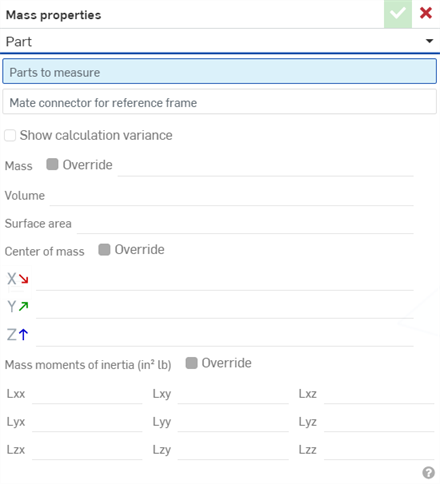 Mass properties
Part
Parts to measure
Mate connector for reference frame
Show calculation variance
Mass Override
Volume
Surface area
Center of mass Override
X
Y
Z
Mass moments of inertia (in² lb) Override
Lxx Lxy Lxz
Lyx Lyy Lyz
Lzx Lzy Lzz
?